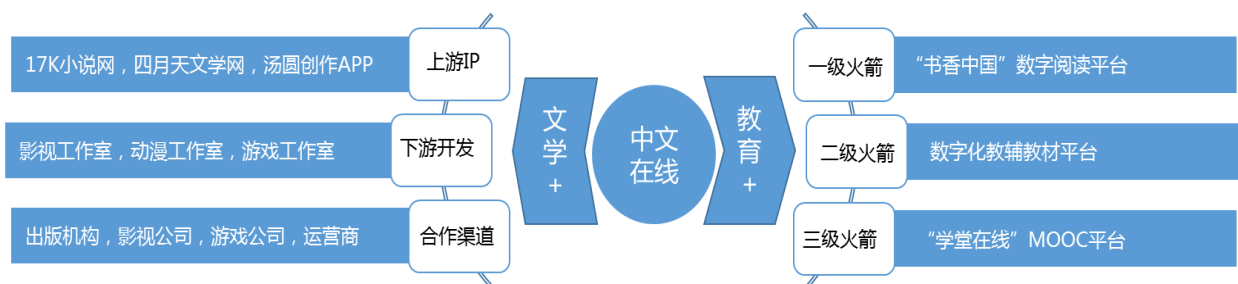 17K小说网，四月天文学网，汤圆创作APP
上游IP
影视工作室，动漫工作室，游戏工作室
下游开发
出版机构，影视公司，游戏公司，运营商
合作渠道
文
学
+
中文
在线
教
育
+
一级火箭
“书香中国”数字阅读平台
二级火箭
数字化教辅教材平台
三级火箭
“学堂在线”MOOC平台